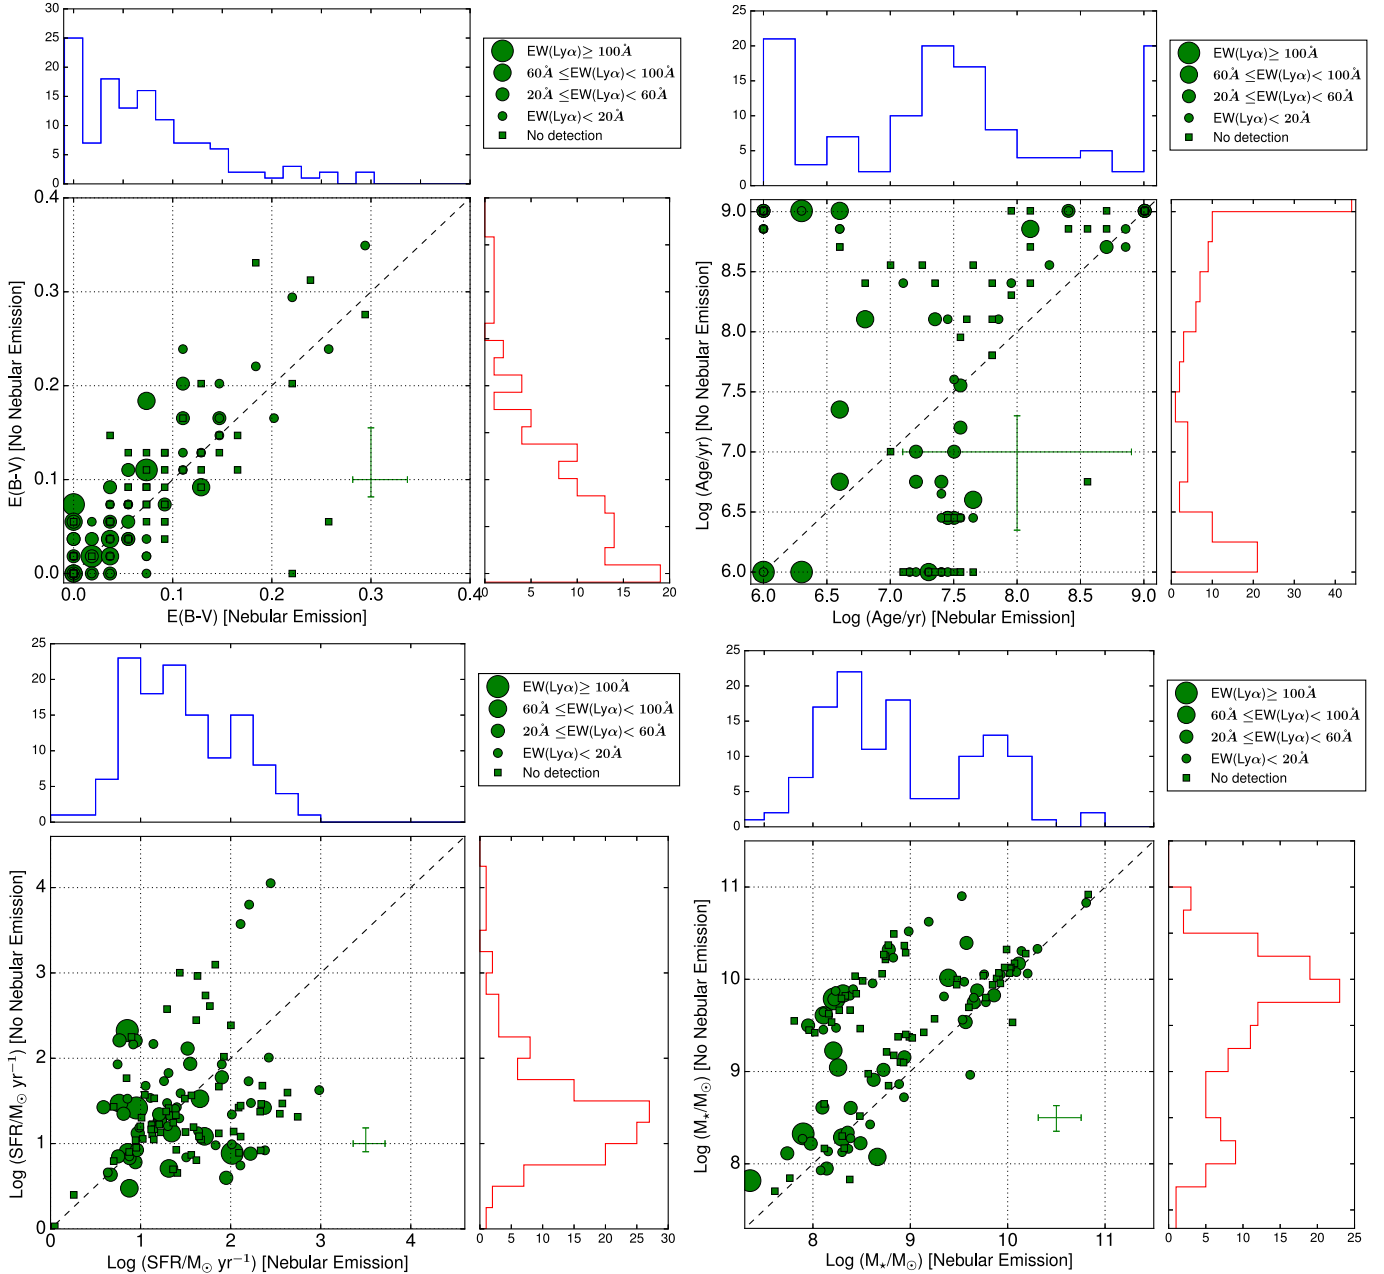 30
25
20
15
10
5
0
EW(Lyα)≥ 100Å
60Å ≤EW(Lyα)< 100Å
20Å ≤EW(Lyα)< 60Å
EW(Lyα)< 20Å
No detection
0.4
0.3
0.2
0.1
0.0
E(B-V) [No Nebular Emission]
0.0 0.1 0.2 0.3 0.4
E(B-V) [Nebular Emission]
0 5 10 15 20
25
20
15
10
5
0
EW(Lyα)≥ 100Å
60Å ≤EW(Lyα)< 100Å
20Å ≤EW(Lyα)< 60Å
EW(Lyα)< 20Å
No detection
9.0
8.5
8.0
7.5
7.0
6.5
6.0
Log (Age/yr) [No Nebular Emission]
6.0 6.5 7.0 7.5 8.0 8.5 9.0
Log (Age/yr) [Nebular Emission]
0 10 20 30 40
25
20
15
10
5
0
EW(Lyα)≥ 100Å
60Å ≤EW(Lyα)< 100Å
20Å ≤EW(Lyα)< 60Å
EW(Lyα)< 20Å
No detection
4
3
2
1
0
Log (SFR/M☉ yr⁻¹) [No Nebular Emission]
0 1 2 3 4
Log (SFR/M☉ yr⁻¹) [Nebular Emission]
0 5 10 15 20 25 30
25
20
15
10
5
0
EW(Lyα)≥ 100Å
60Å ≤EW(Lyα)< 100Å
20Å ≤EW(Lyα)< 60Å
EW(Lyα)< 20Å
No detection
11
10
9
8
Log (M⋆/M☉) [No Nebular Emission]
8 9 10 11
Log (M⋆/M☉) [Nebular Emission]
0 5 10 15 20 25